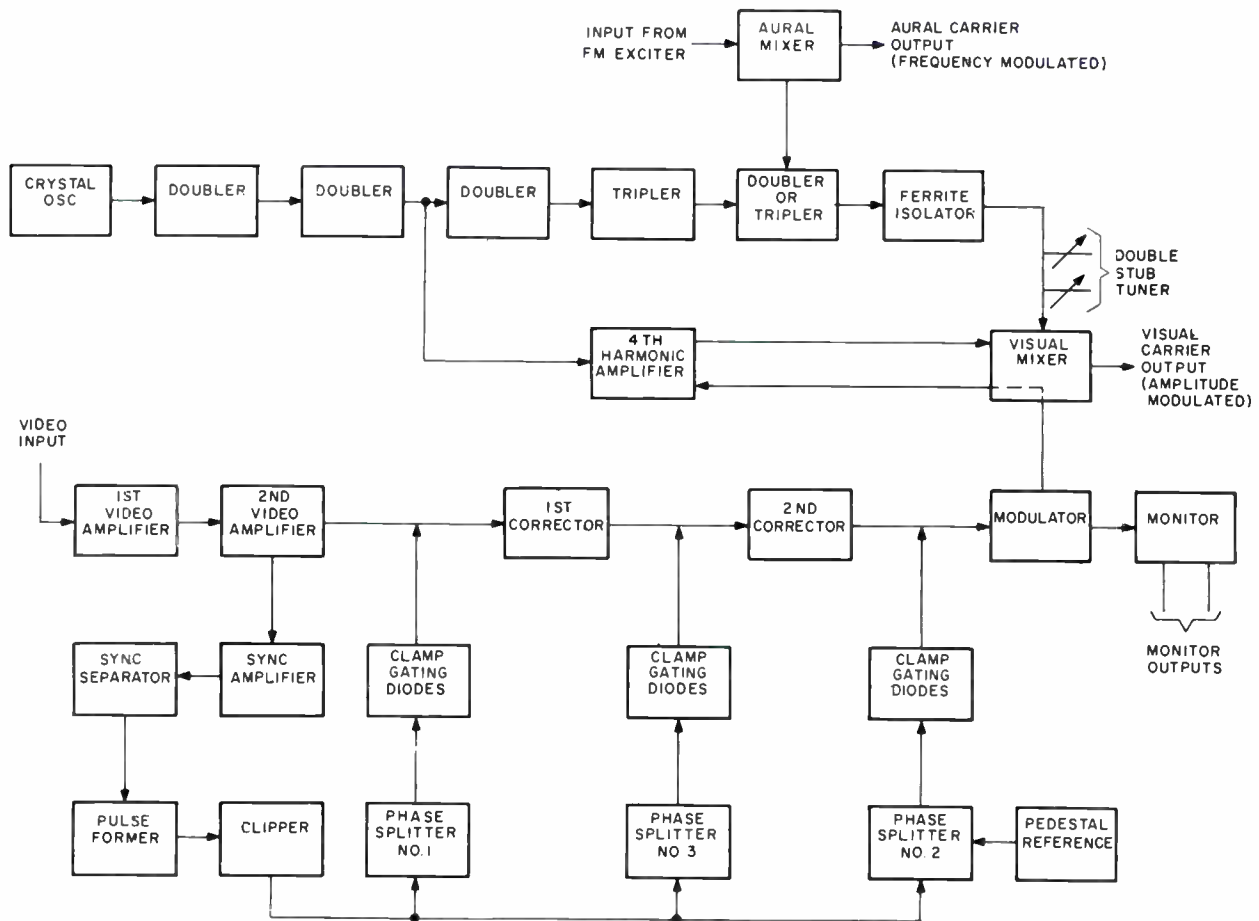 INPUT FROM
FM EXCITER
AURAL
MIXER
AURAL CARRIER
OUTPUT
(FREQUENCY MODULATED)
CRYSTAL
OSC
DOUBLER
DOUBLER
DOUBLER
TRIPLER
DOUBLER
OR
TRIPLER
FERRITE
ISOLATOR
DOUBLE
STUB
TUNER
4TH
HARMONIC
AMPLIFIER
VISUAL
MIXER
VISUAL
CARRIER
OUTPUT
(AMPLITUDE
MODULATED)
VIDEO
INPUT
1ST
VIDEO
AMPLIFIER
2ND
VIDEO
AMPLIFIER
1ST
CORRECTOR
2ND
CORRECTOR
MODULATOR
MONITOR
MONITOR
OUTPUTS
SYNC
SEPARATOR
SYNC
AMPLIFIER
CLAMP
GATING
DIODES
CLAMP
GATING
DIODES
CLAMP
GATING
DIODES
PULSE
FORMER
CLIPPER
PHASE
SPLITTER
NO. 1
PHASE
SPLITTER
NO 3
PHASE
SPLITTER
NO. 2
PEDESTAL
REFERENCE